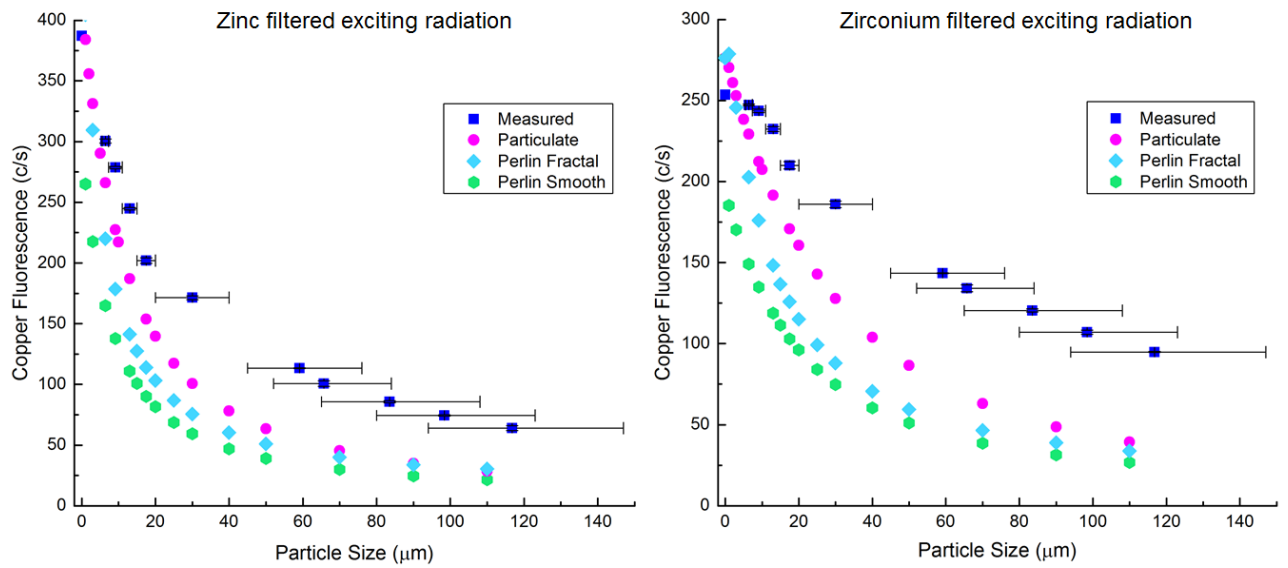 Zinc filtered exciting radiation
400
350
300
250
200
150
100
50
0
Copper Fluorescence (c/s)
Measured
Particulate
Perlin Fractal
Perlin Smooth
0 20 40 60 80 100 120 140
Particle Size (μm)
Zirconium filtered exciting radiation
300
250
200
150
100
50
0
Copper Fluorescence (c/s)
Measured
Particulate
Perlin Fractal
Perlin Smooth
0 20 40 60 80 100 120 140
Particle Size (μm)